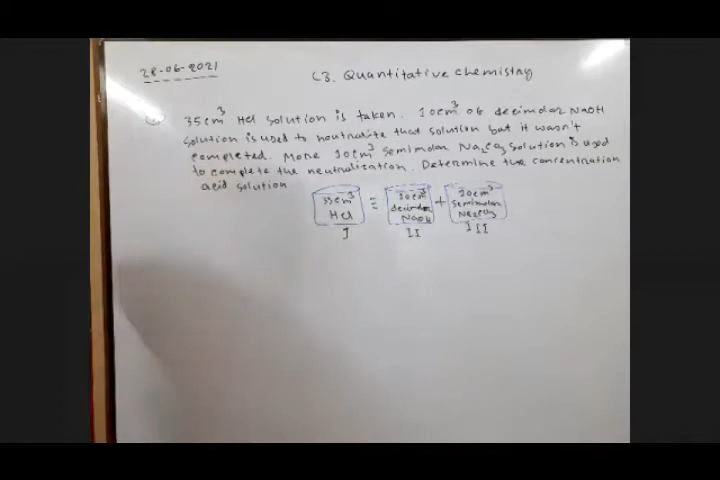 28-06-2021
C3. Quantitative chemistry
35cm³ Hcl solution is taken. 10cm³ of decimolar NaOH
solution is used to neutralize that solution but it wasn't
completed. More 10cm³ semimolar Na₂CO₃ solution is used
to complete the neutralization. Determine the concentration
acid solution
35cm³ Hcl ≡ 10cm³ decimolar NaOH + 10cm³ semimolar Na₂CO₃
I II III